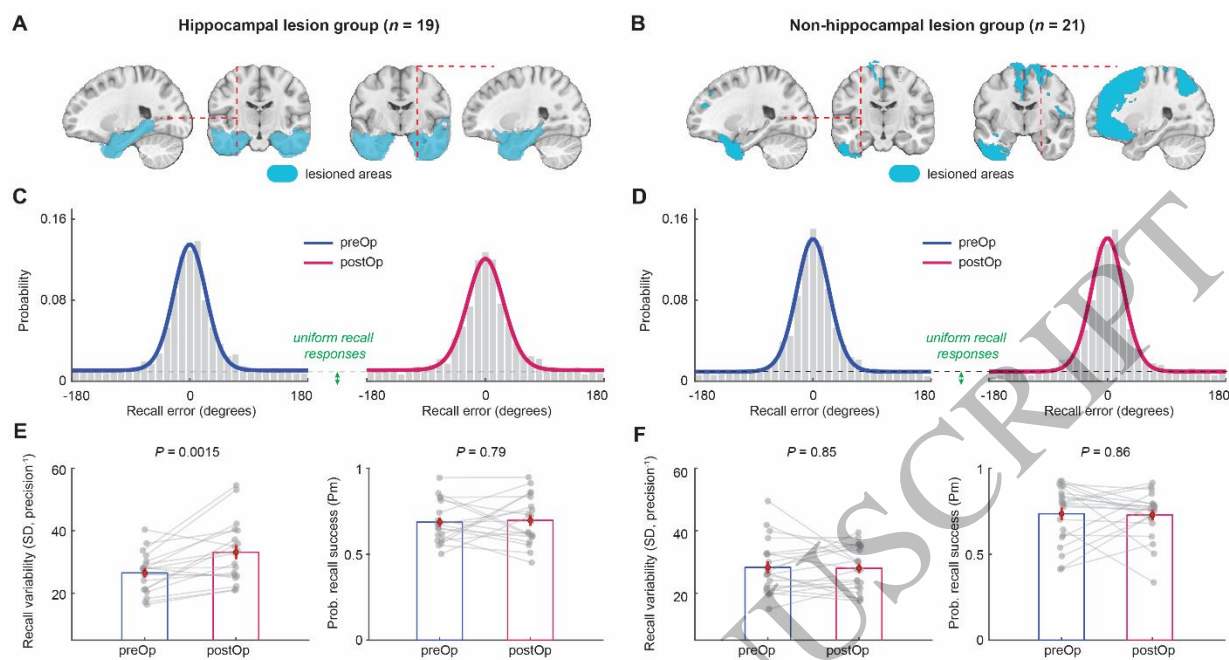 A Hippocampal lesion group (n = 19)
B Non-hippocampal lesion group (n = 21)
lesioned areas
lesioned areas
C
0.16
0.08
0
Probability
preOp
postOp
uniform recall
responses
-180 0 180
Recall error (degrees)
-180 0 180
Recall error (degrees)
D
0.16
0.08
0
Probability
preOp
postOp
uniform recall
responses
-180 0 180
Recall error (degrees)
-180 0 180
Recall error (degrees)
E
P = 0.0015
60
40
20
Recall variability (SD, precision⁻¹)
preOp postOp
P = 0.79
1
0.5
0
Prob. recall success (Pm)
preOp postOp
F
P = 0.85
60
40
20
Recall variability (SD, precision⁻¹)
preOp postOp
P = 0.86
1
0.5
0
Prob. recall success (Pm)
preOp postOp
USCRIPT